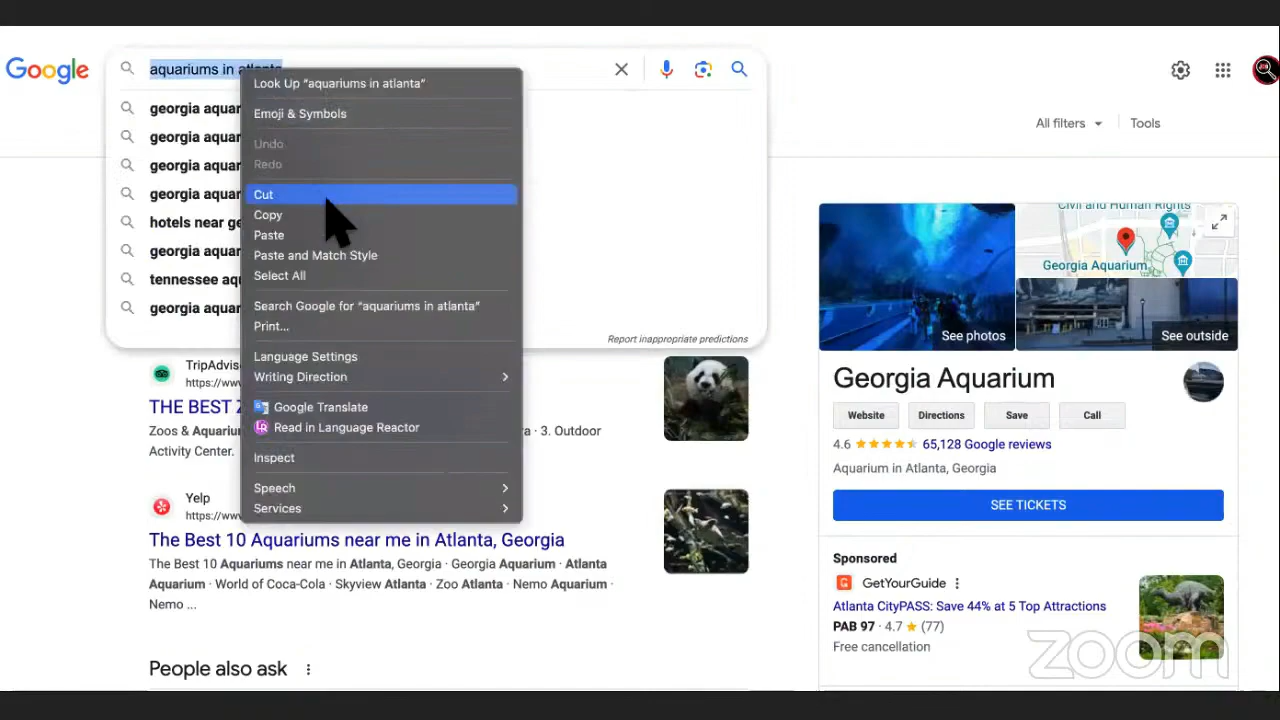 Google
aquariums in atlanta
All filters
Tools
georgia aquar
georgia aquar
georgia aquar
georgia aquar
hotels near ge
georgia aquar
tennessee aq
georgia aquar
Report inappropriate predictions
Look Up “aquariums in atlanta”
Emoji & Symbols
Undo
Redo
Cut
Copy
Paste
Paste and Match Style
Select All
Search Google for “aquariums in atlanta”
Print...
Language Settings
Writing Direction
Google Translate
Read in Language Reactor
Inspect
Speech
Services
TripAdvis
https://ww
THE BEST
Zoos & Aquariu
a · 3. Outdoor
Activity Center.
Yelp
https://ww
The Best 10 Aquariums near me in Atlanta, Georgia
The Best 10 Aquariums near me in Atlanta, Georgia · Georgia Aquarium · Atlanta
Aquarium · World of Coca-Cola · Skyview Atlanta · Zoo Atlanta · Nemo Aquarium ·
Nemo ...
People also ask
Civil and Human Rights
Georgia Aquarium
See photos
See outside
Georgia Aquarium
Website
Directions
Save
Call
4.6 65,128 Google reviews
Aquarium in Atlanta, Georgia
SEE TICKETS
Sponsored
GetYourGuide
Atlanta CityPASS: Save 44% at 5 Top Attractions
PAB 97 · 4.7 (77)
Free cancellation
zoom